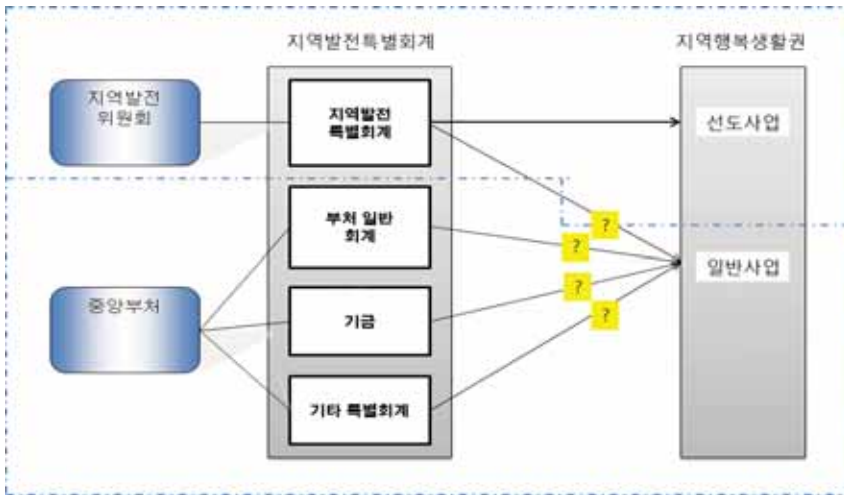 지역발전특별회계
지역행복생활권
지역발전
위원회
지역발전
특별회계
선도사업
부처 일반
회계
?
?
일반사업
중앙부처
기금
?
?
기타 특별회계